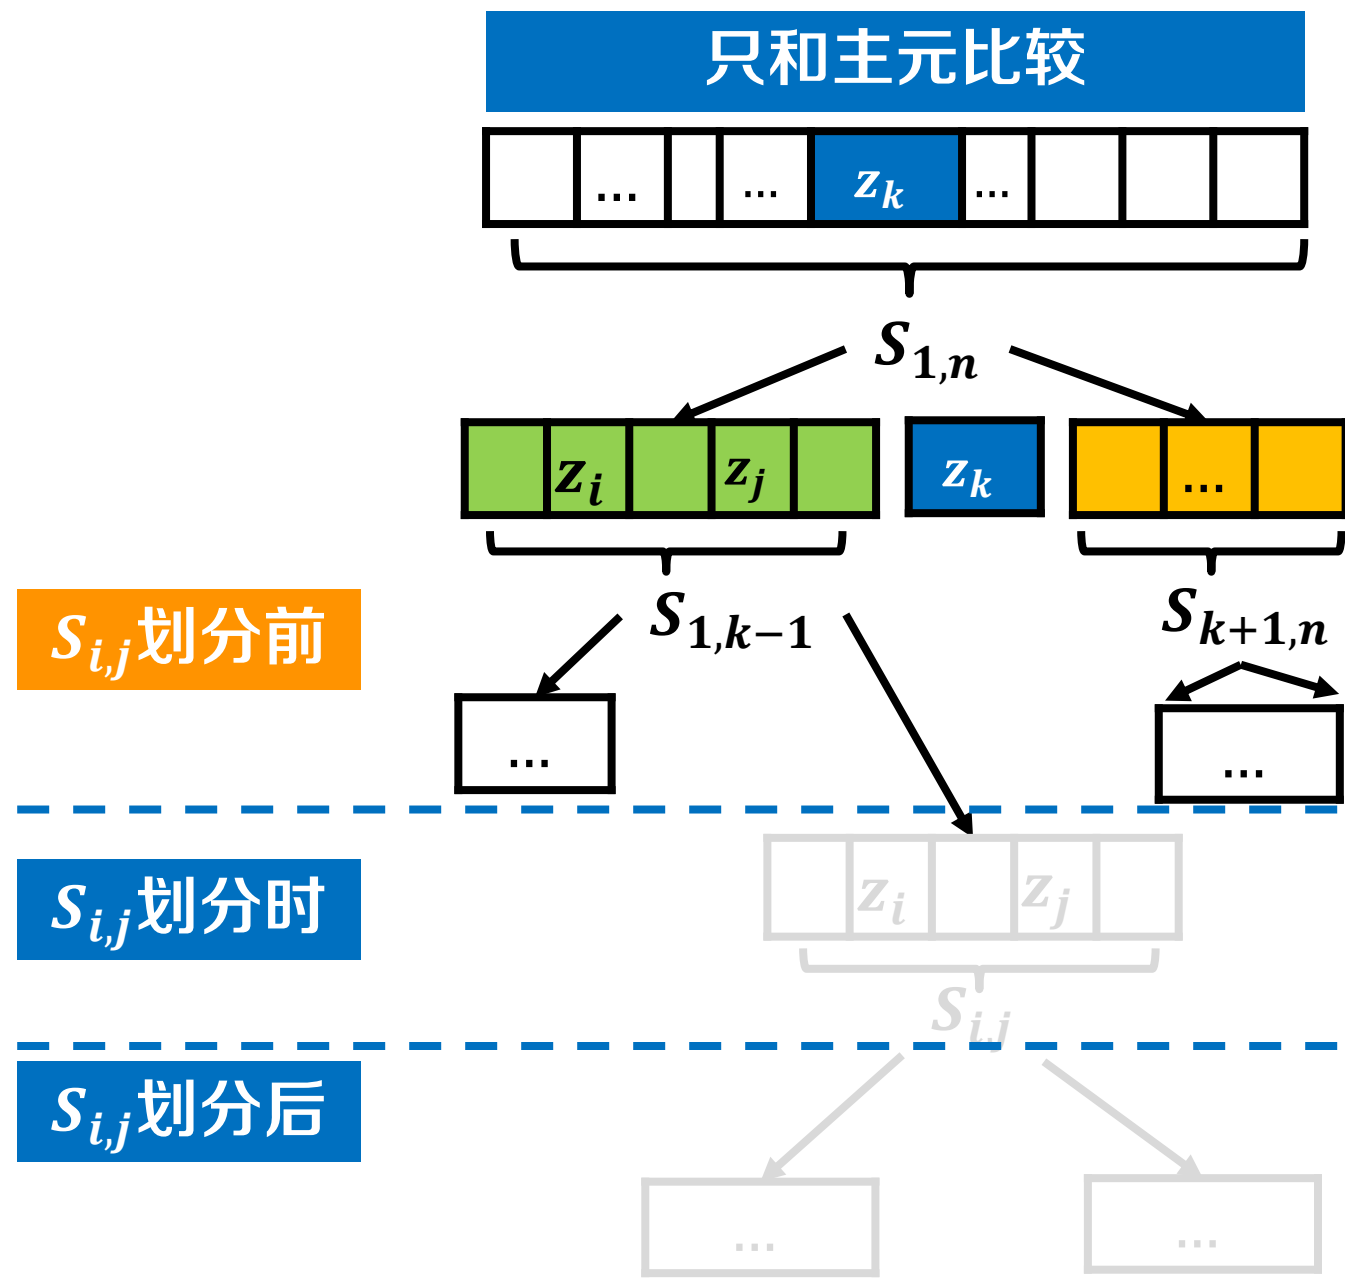 只和主元比较
... ... z_k ...
S_{1,n}
z_i z_j z_k ...
S_{1,k-1} S_{k+1,n}
S_{i,j}划分前
... ...
S_{i,j}划分时
z_i z_j
S_{i,j}
S_{i,j}划分后
... ...